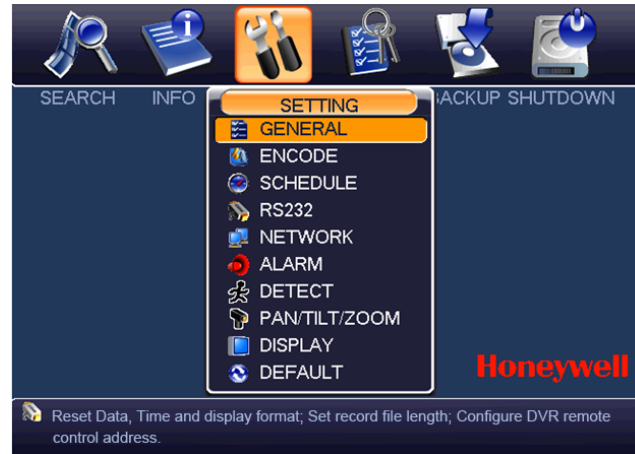 SEARCH INFO ACKUP SHUTDOWN
SETTING
GENERAL
ENCODE
SCHEDULE
RS232
NETWORK
ALARM
DETECT
PAN/TILT/ZOOM
DISPLAY
DEFAULT
Honeywell
Reset Data, Time and display format; Set record file length; Configure DVR remote
control address.